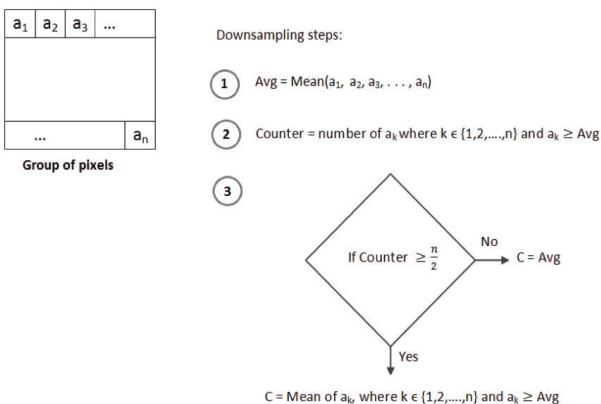 a₁ a₂ a₃ ...
... aₙ
Group of pixels
Downsampling steps:
1 Avg = Mean(a₁, a₂, a₃, . . . , aₙ)
2 Counter = number of aₖ where k ϵ {1,2,....,n} and aₖ ≥ Avg
3
If Counter ≥ n/2
No
C = Avg
Yes
C = Mean of aₖ, where k ϵ {1,2,....,n} and aₖ ≥ Avg